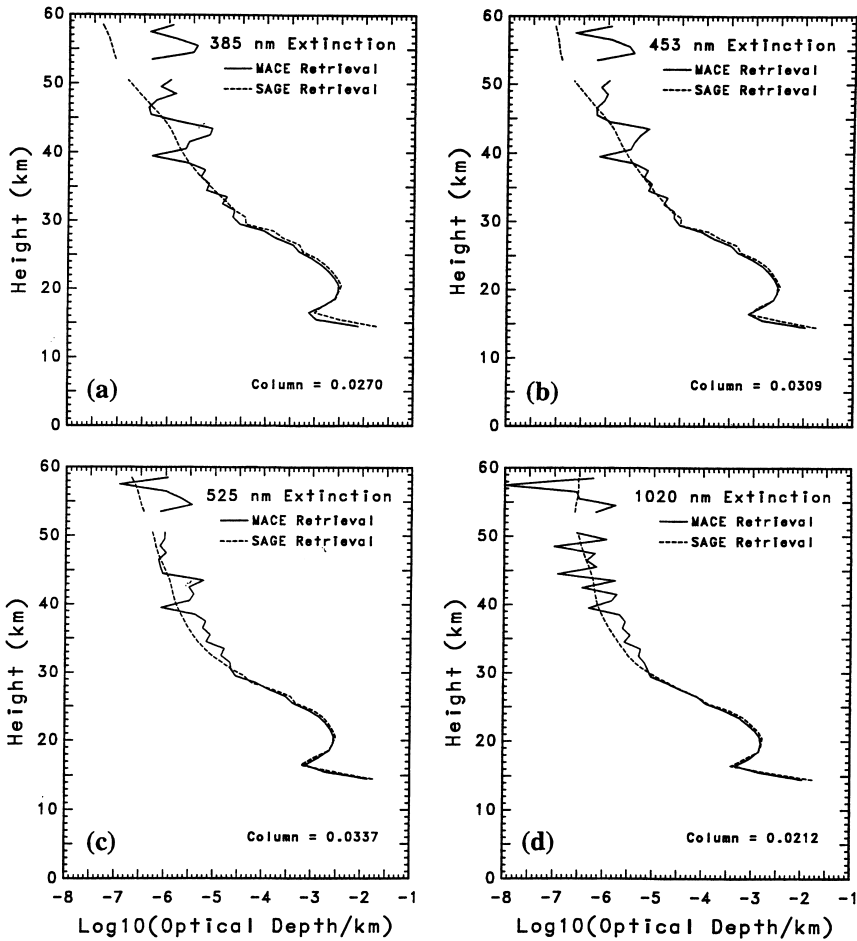 60
50
40
30
20
10
0
Height (km)
385 nm Extinction
MACE Retrieval
SAGE Retrieval
(a)
Column = 0.0270
60
50
40
30
20
10
0
Height (km)
453 nm Extinction
MACE Retrieval
SAGE Retrieval
(b)
Column = 0.0309
60
50
40
30
20
10
0
Height (km)
525 nm Extinction
MACE Retrieval
SAGE Retrieval
(c)
Column = 0.0337
-8 -7 -6 -5 -4 -3 -2 -1
Log10(Optical Depth/km)
60
50
40
30
20
10
0
Height (km)
1020 nm Extinction
MACE Retrieval
SAGE Retrieval
(d)
Column = 0.0212
-8 -7 -6 -5 -4 -3 -2 -1
Log10(Optical Depth/km)